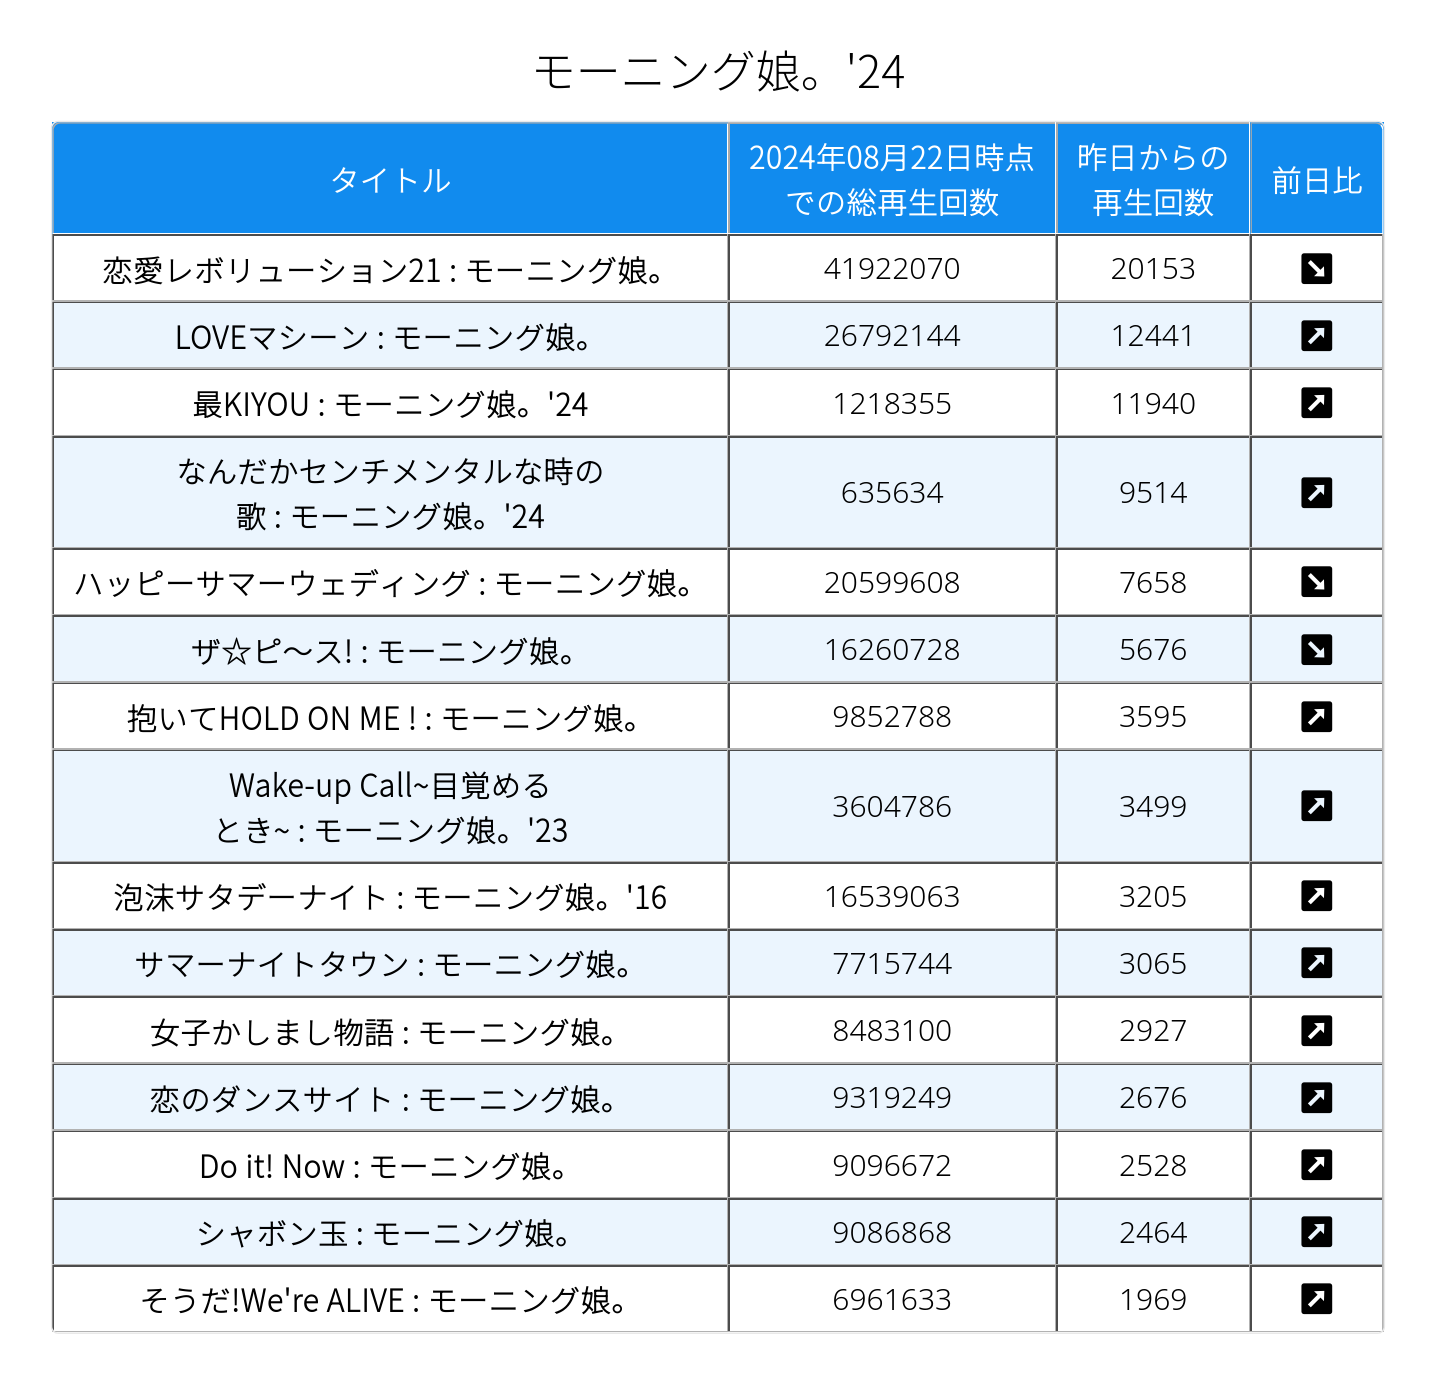 モーニング娘。'24
タイトル
2024年08月22日時点
での総再生回数
昨日からの
再生回数
前日比
恋愛レボリューション21 : モーニング娘。 41922070 20153
LOVEマシーン : モーニング娘。 26792144 12441
最KIYOU : モーニング娘。'24 1218355 11940
なんだかセンチメンタルな時の
歌 : モーニング娘。'24 635634 9514
ハッピーサマーウェディング : モーニング娘。 20599608 7658
ザ☆ピ〜ス! : モーニング娘。 16260728 5676
抱いてHOLD ON ME ! : モーニング娘。 9852788 3595
Wake-up Call~目覚める
とき~ : モーニング娘。'23 3604786 3499
泡沫サタデーナイト : モーニング娘。'16 16539063 3205
サマーナイトタウン : モーニング娘。 7715744 3065
女子かしまし物語 : モーニング娘。 8483100 2927
恋のダンスサイト : モーニング娘。 9319249 2676
Do it! Now : モーニング娘。 9096672 2528
シャボン玉 : モーニング娘。 9086868 2464
そうだ!We're ALIVE : モーニング娘。 6961633 1969